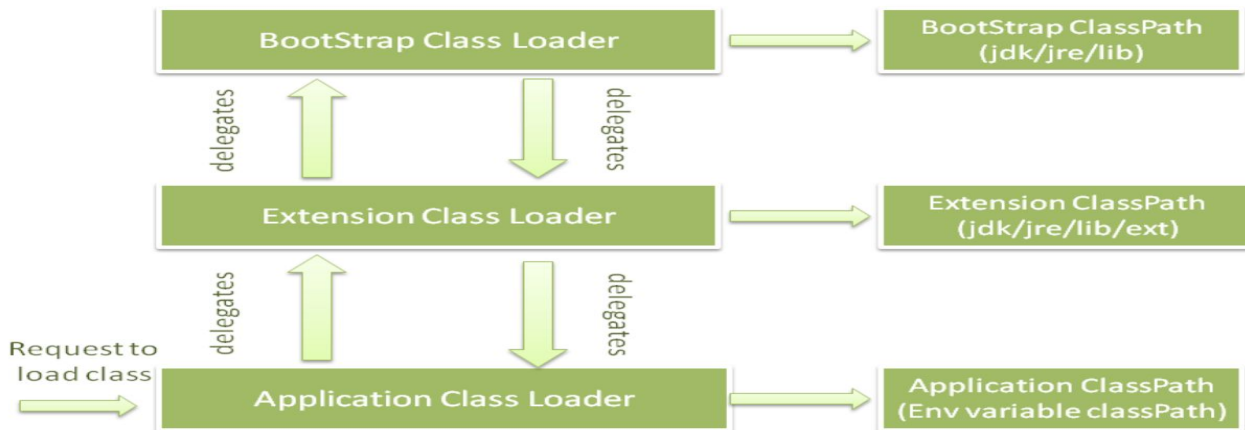 BootStrap Class Loader
BootStrap ClassPath
(jdk/jre/lib)
delegates
delegates
Extension Class Loader
Extension ClassPath
(jdk/jre/lib/ext)
delegates
delegates
Request to
load class
Application Class Loader
Application ClassPath
(Env variable classPath)